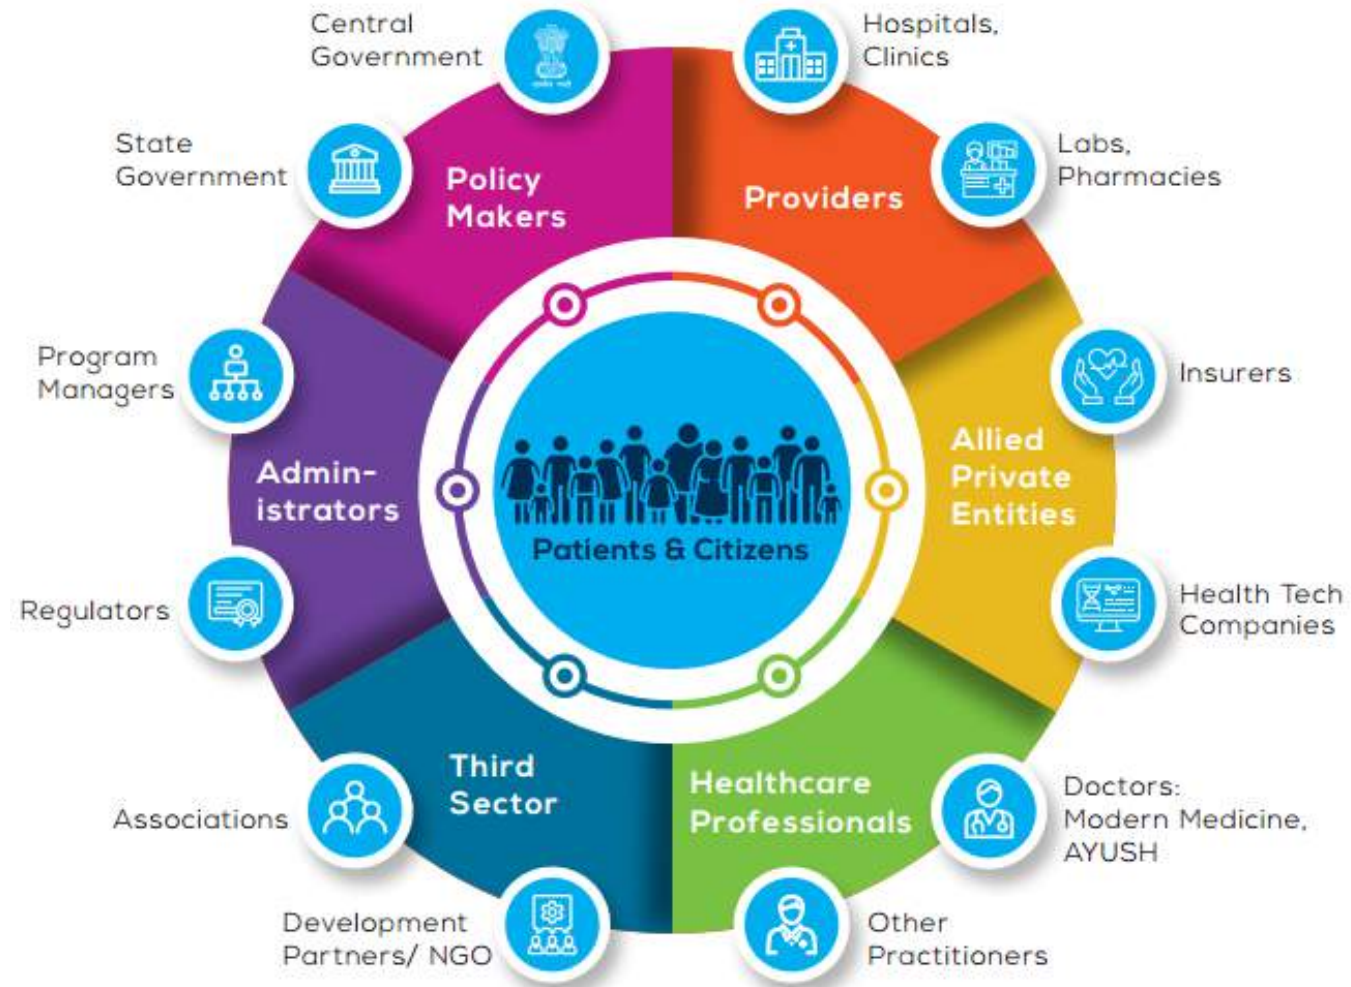 Central
Government
Hospitals,
Clinics
State
Government
Labs,
Pharmacies
Policy
Makers
Providers
Program
Managers
Insurers
Admin-
istrators
Allied
Private
Entities
Patients & Citizens
Regulators
Health Tech
Companies
Third
Sector
Healthcare
Professionals
Associations
Doctors:
Modern Medicine,
AYUSH
Development
Partners/ NGO
Other
Practitioners